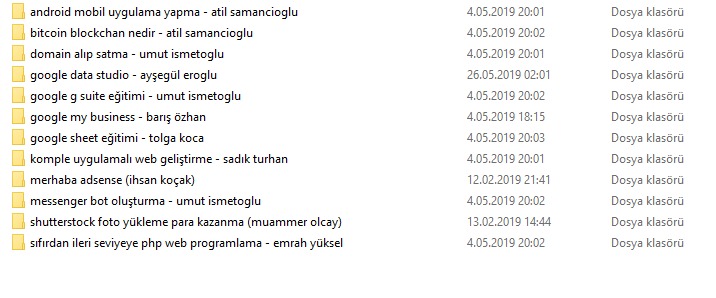 android mobil uygulama yapma - atil samancioglu 4.05.2019 20:01 Dosya klasörü
bitcoin blockchan nedir - atil samancioglu 4.05.2019 20:02 Dosya klasörü
domain alıp satma - umut ismetoglu 4.05.2019 20:01 Dosya klasörü
google data studio - ayşegül eroglu 26.05.2019 02:01 Dosya klasörü
google g suite eğitimi - umut ismetoglu 4.05.2019 20:02 Dosya klasörü
google my business - barış özhan 4.05.2019 18:15 Dosya klasörü
google sheet eğitimi - tolga koca 4.05.2019 20:03 Dosya klasörü
komple uygulamalı web geliştirme - sadık turhan 4.05.2019 20:01 Dosya klasörü
merhaba adsense (ihsan koçak) 12.02.2019 21:41 Dosya klasörü
messenger bot oluşturma - umut ismetoglu 4.05.2019 20:02 Dosya klasörü
shutterstock foto yükleme para kazanma (muammer olcay) 13.02.2019 14:44 Dosya klasörü
sıfırdan ileri seviyeye php web programlama - emrah yüksel 4.05.2019 20:02 Dosya klasörü